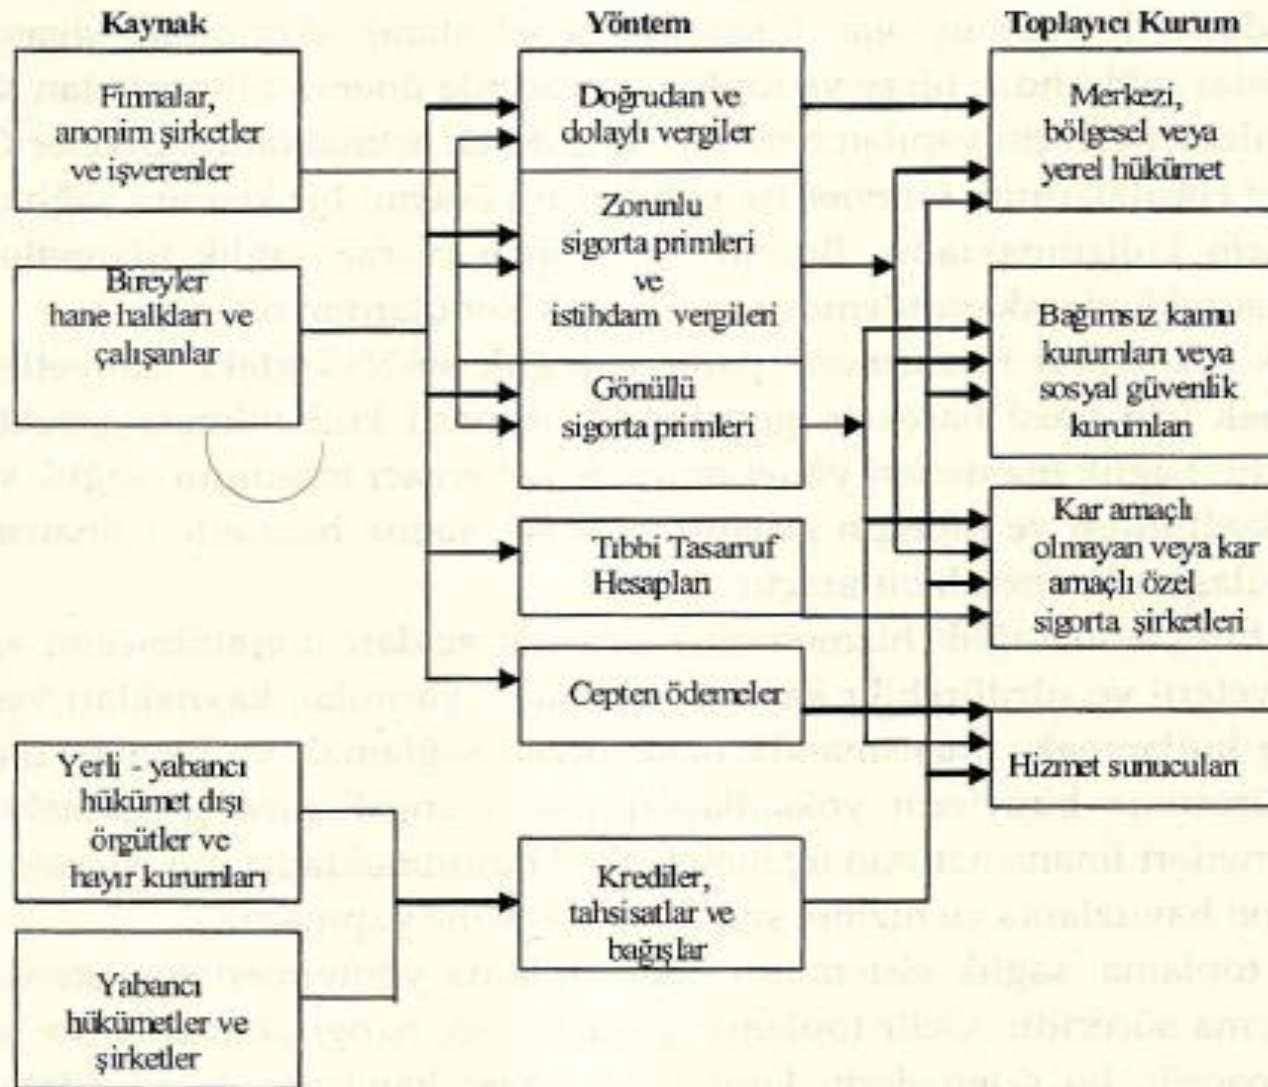 Kaynak
Firmalar,
anonim şirketler
ve işverenler
Bireyler
hane halkları ve
çalışanlar
Yerli - yabancı
hükümet dışı
örgütler ve
hayır kurumları
Yabancı
hükümetler ve
şirketler
Yöntem
Doğrudan ve
dolaylı vergiler
Zorunlu
sigorta primleri
ve
istihdam vergileri
Gönüllü
sigorta primleri
Tıbbi Tasarruf
Hesapları
Cepten ödemeler
Krediler,
tahsisatlar ve
bağışlar
Toplayıcı Kurum
Merkezi,
bölgesel veya
yerel hükümet
Bağımsız kamu
kurumları veya
sosyal güvenlik
kurumları
Kar amaçlı
olmayan veya kar
amaçlı özel
sigorta şirketleri
Hizmet sunucuları